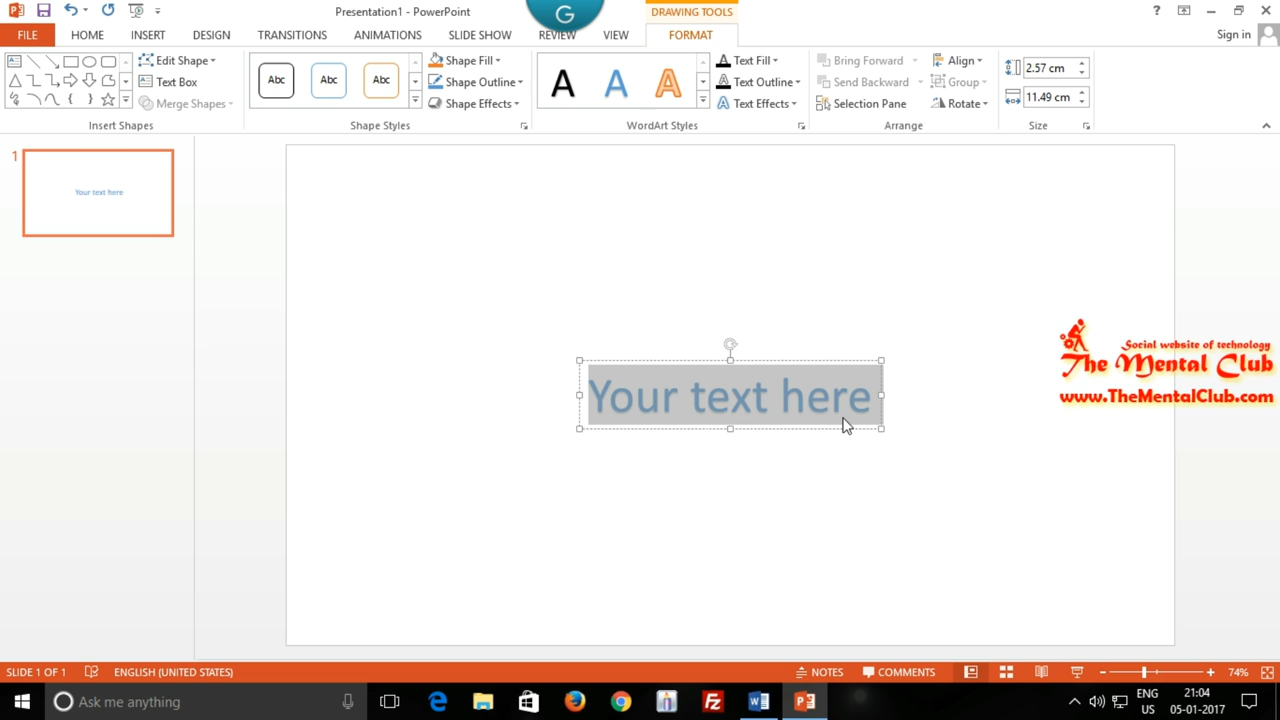 Presentation1 - PowerPoint
DRAWING TOOLS
G
?
FILE
HOME
INSERT
DESIGN
TRANSITIONS
ANIMATIONS
SLIDE SHOW
REVIEW
VIEW
FORMAT
Sign in
Edit Shape
Text Box
Merge Shapes
Insert Shapes
Abc
Abc
Abc
Shape Fill
Shape Outline
Shape Effects
Shape Styles
A
A
A
Text Fill
Text Outline
Text Effects
WordArt Styles
Bring Forward
Send Backward
Selection Pane
Align
Group
Rotate
Arrange
2.57 cm
11.49 cm
Size
1
Your text here
Your text here
Social website of technology
The Mental Club
www.TheMentalClub.com
SLIDE 1 OF 1
ENGLISH (UNITED STATES)
NOTES
COMMENTS
74%
Ask me anything
ENG
US
21:04
05-01-2017